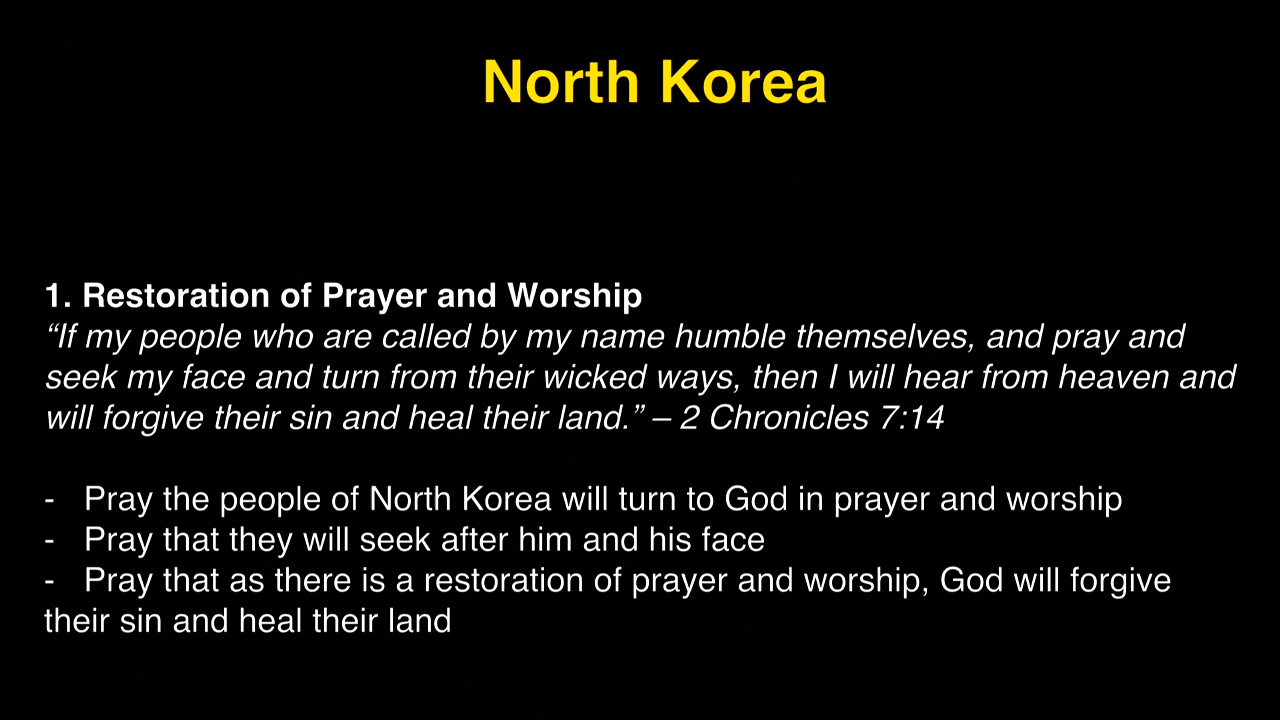 North Korea
1. Restoration of Prayer and Worship
“If my people who are called by my name humble themselves, and pray and
seek my face and turn from their wicked ways, then I will hear from heaven and
will forgive their sin and heal their land.” – 2 Chronicles 7:14
- Pray the people of North Korea will turn to God in prayer and worship
- Pray that they will seek after him and his face
- Pray that as there is a restoration of prayer and worship, God will forgive
their sin and heal their land